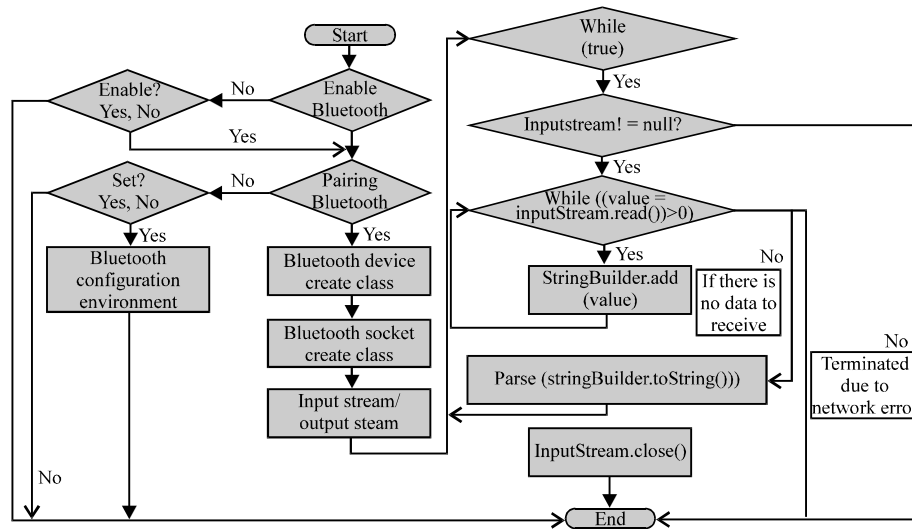 Start
Enable
Bluetooth
No
Enable?
Yes, No
Yes
Pairing
Bluetooth
No
Set?
Yes, No
Yes
Bluetooth
configuration
environment
No
Yes
Bluetooth device
create class
Bluetooth socket
create class
Input stream/
output steam
While
(true)
Yes
Inputstream! = null?
Yes
While ((value =
inputStream.read())>0)
Yes
StringBuilder.add
(value)
No
If there is
no data to
receive
No
Terminated
due to
network erro
Parse (stringBuilder.toString()))
InputStream.close()
End